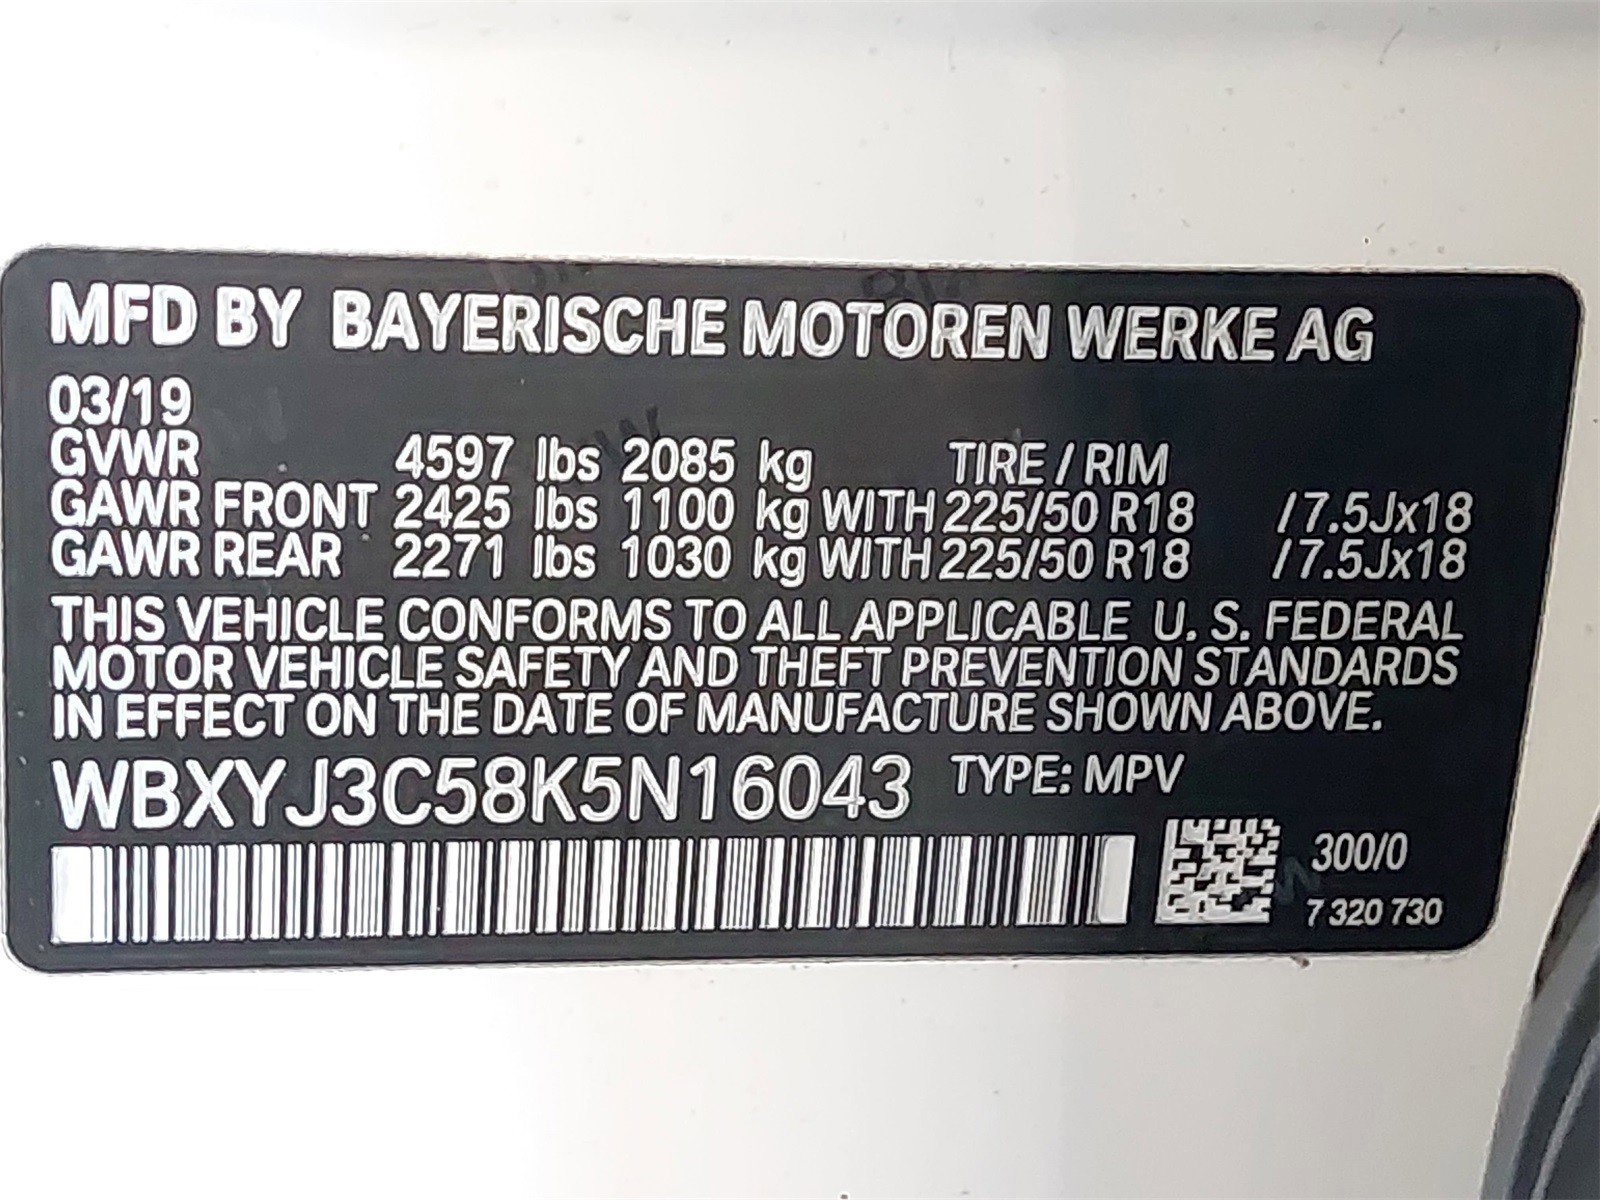 MFD BY BAYERISCHE MOTOREN WERKE AG
03/19
GVWR 4597 lbs 2085 kg TIRE / RIM
GAWR FRONT 2425 lbs 1100 kg WITH 225/50 R18 /7.5Jx18
GAWR REAR 2271 lbs 1030 kg WITH 225/50 R18 /7.5Jx18
THIS VEHICLE CONFORMS TO ALL APPLICABLE U. S. FEDERAL
MOTOR VEHICLE SAFETY AND THEFT PREVENTION STANDARDS
IN EFFECT ON THE DATE OF MANUFACTURE SHOWN ABOVE.
WBXYJ3C58K5N16043 TYPE: MPV
300/0
7 320 730